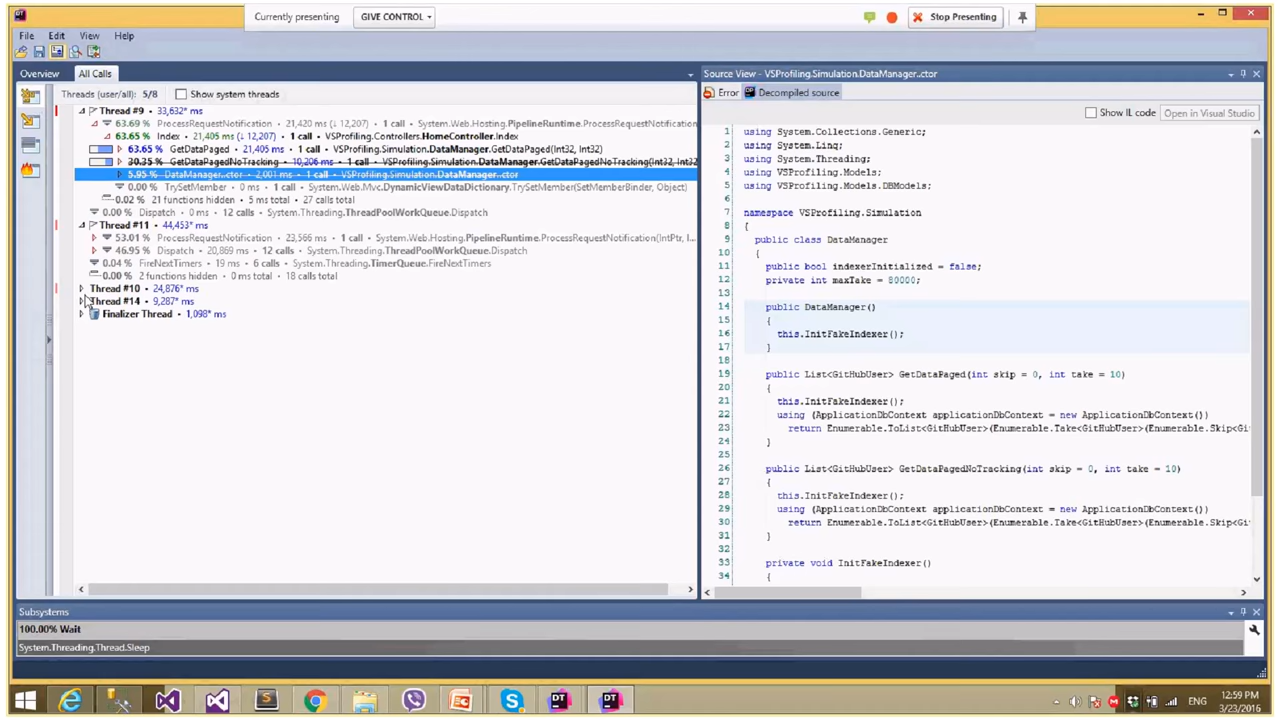 DT
Currently presenting
GIVE CONTROL
Stop Presenting
File Edit View Help
Overview All Calls
Threads (user/all): 5/8 Show system threads
Thread #9 • 33,632* ms
63.69 % ProcessRequestNotification • 21,420 ms (↓ 12,207) • 1 call • System.Web.Hosting.PipelineRuntime.ProcessRequestNotification
63.65 % Index • 21,405 ms (↓ 12,207) • 1 call • VSProfiling.Controllers.HomeController.Index
63.65 % GetDataPaged • 21,405 ms • 1 call • VSProfiling.Simulation.DataManager.GetDataPaged(Int32, Int32)
30.35 % GetDataPagedNoTracking • 10,206 ms • 1 call • VSProfiling.Simulation.DataManager.GetDataPagedNoTracking(Int32, Int32
5.95 % DataManager..ctor • 2,001 ms • 1 call • VSProfiling.Simulation.DataManager..ctor
0.00 % TrySetMember • 0 ms • 1 call • System.Web.Mvc.DynamicViewDataDictionary.TrySetMember(SetMemberBinder, Object)
0.02 % 21 functions hidden • 5 ms total • 27 calls total
0.00 % Dispatch • 0 ms • 12 calls • System.Threading.ThreadPoolWorkQueue.Dispatch
Thread #11 • 44,453* ms
53.01 % ProcessRequestNotification • 23,566 ms • 1 call • System.Web.Hosting.PipelineRuntime.ProcessRequestNotification(IntPtr, I
46.95 % Dispatch • 20,869 ms • 12 calls • System.Threading.ThreadPoolWorkQueue.Dispatch
0.04 % FireNextTimers • 19 ms • 6 calls • System.Threading.TimerQueue.FireNextTimers
0.00 % 2 functions hidden • 0 ms total • 18 calls total
Thread #10 • 24,876* ms
Thread #14 • 9,287* ms
Finalizer Thread • 1,098* ms
Source View - VSProfiling.Simulation.DataManager..ctor
Error Decompiled source
Show IL code Open in Visual Studio
1 using System.Collections.Generic;
2 using System.Linq;
3 using System.Threading;
4 using VSProfiling.Models;
5 using VSProfiling.Models.DBModels;
6
7 namespace VSProfiling.Simulation
8 {
9 public class DataManager
10 {
11 public bool indexerInitialized = false;
12 private int maxTake = 80000;
13
14 public DataManager()
15 {
16 this.InitFakeIndexer();
17 }
18
19 public List<GitHubUser> GetDataPaged(int skip = 0, int take = 10)
20 {
21 this.InitFakeIndexer();
22 using (ApplicationDbContext applicationDbContext = new ApplicationDbContext())
23 return Enumerable.ToList<GitHubUser>(Enumerable.Take<GitHubUser>(Enumerable.Skip<G
24 }
25
26 public List<GitHubUser> GetDataPagedNoTracking(int skip = 0, int take = 10)
27 {
28 this.InitFakeIndexer();
29 using (ApplicationDbContext applicationDbContext = new ApplicationDbContext())
30 return Enumerable.ToList<GitHubUser>(Enumerable.Take<GitHubUser>(Enumerable.Skip<G
31 }
32
33 private void InitFakeIndexer()
34 {
Subsystems
100.00% Wait
System.Threading.Thread.Sleep
ENG
12:59 PM
3/23/2016